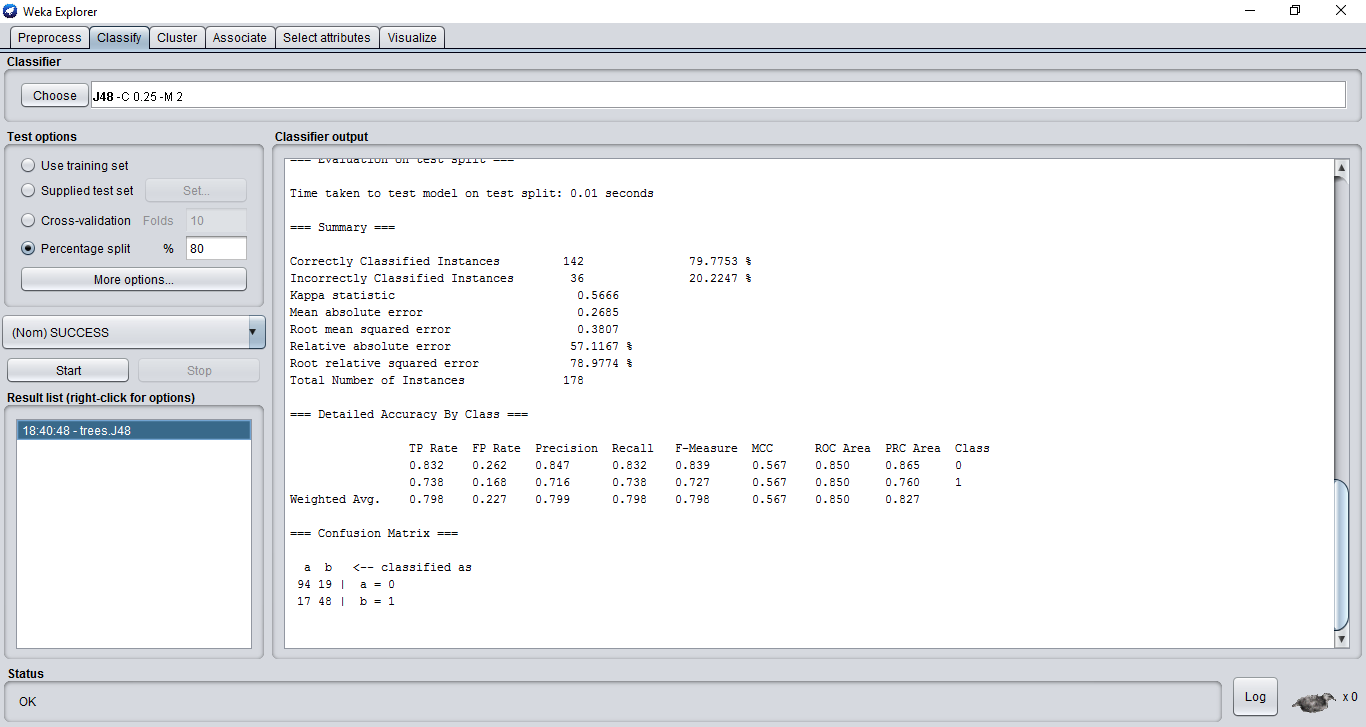 Weka Explorer
Preprocess Classify Cluster Associate Select attributes Visualize
Classifier
Choose J48 -C 0.25 -M 2
Test options
Use training set
Supplied test set Set...
Cross-validation Folds 10
Percentage split % 80
More options...
(Nom) SUCCESS
Start Stop
Result list (right-click for options)
18:40:48 - trees.J48
Classifier output
=== Evaluation on test split ===
Time taken to test model on test split: 0.01 seconds
=== Summary ===
Correctly Classified Instances 142 79.7753 %
Incorrectly Classified Instances 36 20.2247 %
Kappa statistic 0.5666
Mean absolute error 0.2685
Root mean squared error 0.3807
Relative absolute error 57.1167 %
Root relative squared error 78.9774 %
Total Number of Instances 178
=== Detailed Accuracy By Class ===
TP Rate FP Rate Precision Recall F-Measure MCC ROC Area PRC Area Class
0.832 0.262 0.847 0.832 0.839 0.567 0.850 0.865 0
0.738 0.168 0.716 0.738 0.727 0.567 0.850 0.760 1
Weighted Avg. 0.798 0.227 0.799 0.798 0.798 0.567 0.850 0.827
=== Confusion Matrix ===
a b <-- classified as
94 19 | a = 0
17 48 | b = 1
Status
OK
Log x 0